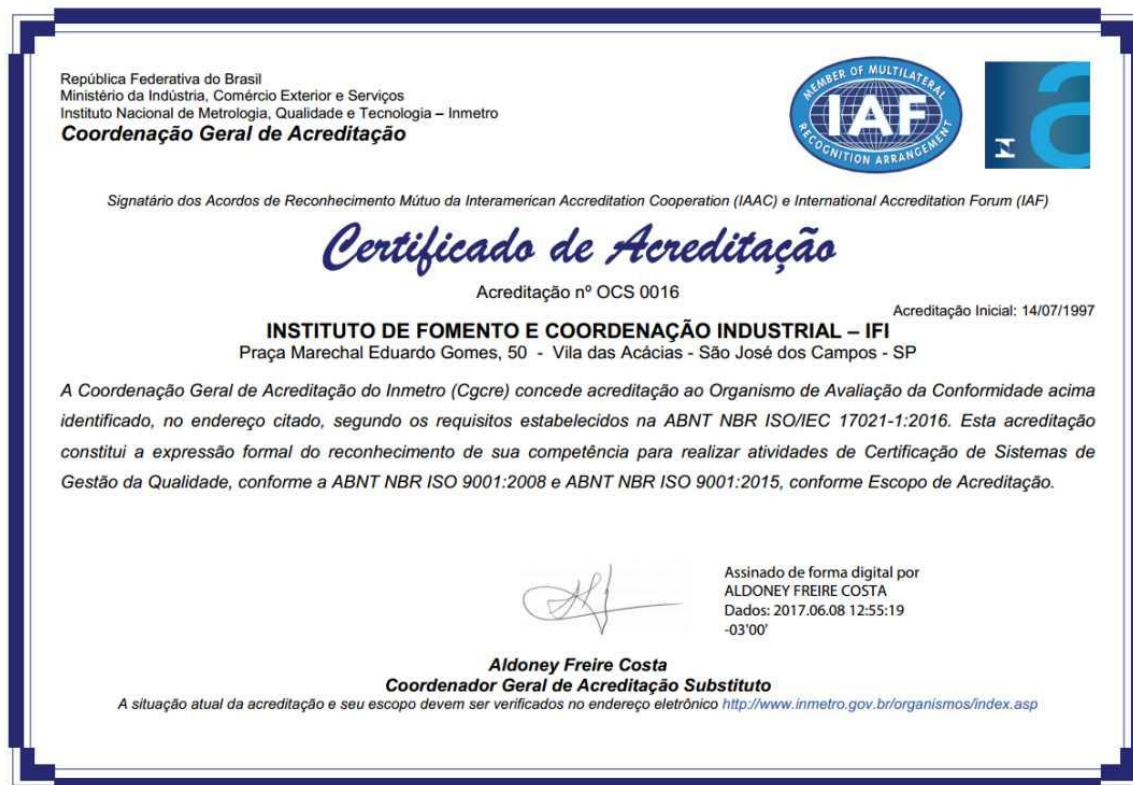 República Federativa do Brasil
Ministério da Indústria, Comércio Exterior e Serviços
Instituto Nacional de Metrologia, Qualidade e Tecnologia – Inmetro
Coordenação Geral de Acreditação
MEMBER OF MULTILATERAL
IAF
RECOGNITION ARRANGEMENT
Signatário dos Acordos de Reconhecimento Mútuo da Interamerican Accreditation Cooperation (IAAC) e International Accreditation Forum (IAF)
Certificado de Acreditação
Acreditação nº OCS 0016
Acreditação Inicial: 14/07/1997
INSTITUTO DE FOMENTO E COORDENAÇÃO INDUSTRIAL – IFI
Praça Marechal Eduardo Gomes, 50 - Vila das Acácias - São José dos Campos - SP
A Coordenação Geral de Acreditação do Inmetro (Cgcre) concede acreditação ao Organismo de Avaliação da Conformidade acima
identificado, no endereço citado, segundo os requisitos estabelecidos na ABNT NBR ISO/IEC 17021-1:2016. Esta acreditação
constitui a expressão formal do reconhecimento de sua competência para realizar atividades de Certificação de Sistemas de
Gestão da Qualidade, conforme a ABNT NBR ISO 9001:2008 e ABNT NBR ISO 9001:2015, conforme Escopo de Acreditação.
Assinado de forma digital por
ALDONEY FREIRE COSTA
Dados: 2017.06.08 12:55:19
-03'00'
Aldoney Freire Costa
Coordenador Geral de Acreditação Substituto
A situação atual da acreditação e seu escopo devem ser verificados no endereço eletrônico http://www.inmetro.gov.br/organismos/index.asp